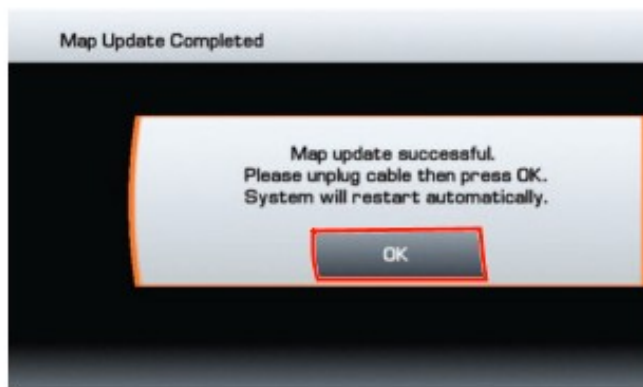 Map Update Completed
Map update successful.
Please unplug cable then press OK.
System will restart automatically.
OK